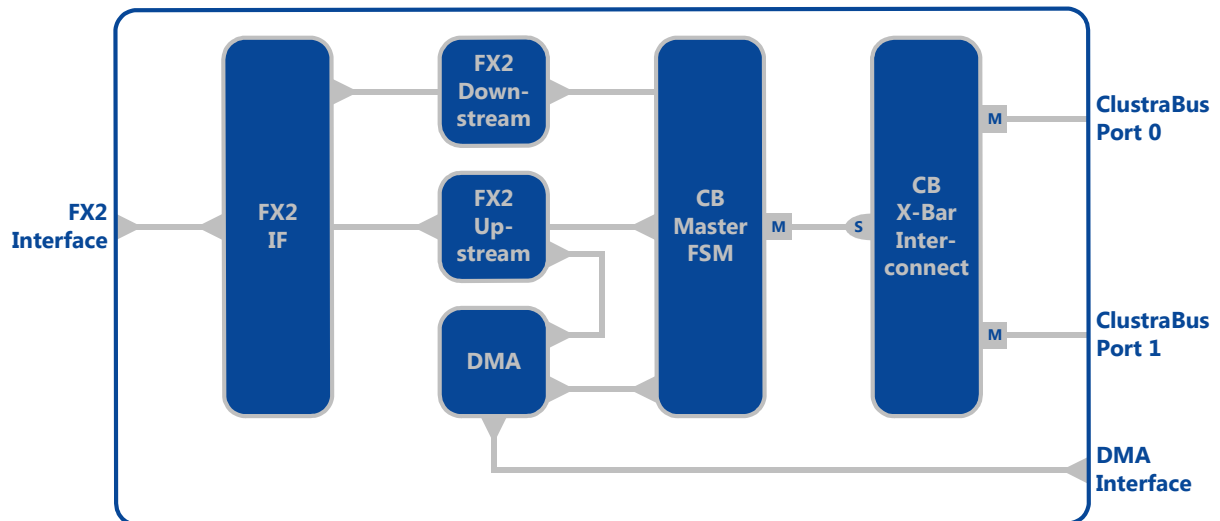 FX2
Interface
FX2
IF
FX2
Down-
stream
FX2
Up-
stream
DMA
CB
Master
FSM
M
S
CB
X-Bar
Inter-
connect
M
ClustraBus
Port 0
M
ClustraBus
Port 1
DMA
Interface